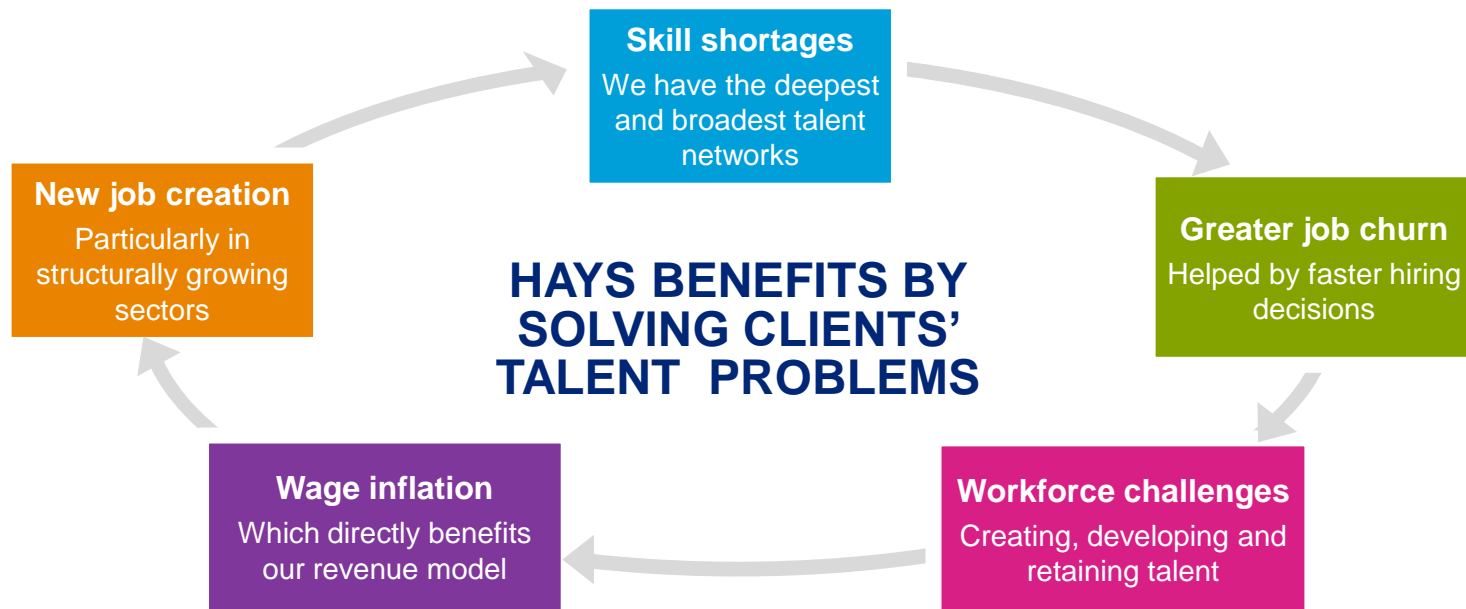 Skill shortages
We have the deepest
and broadest talent
networks
Greater job churn
Helped by faster hiring
decisions
Workforce challenges
Creating, developing and
retaining talent
Wage inflation
Which directly benefits
our revenue model
New job creation
Particularly in
structurally growing
sectors
HAYS BENEFITS BY
SOLVING CLIENTS’
TALENT  PROBLEMS